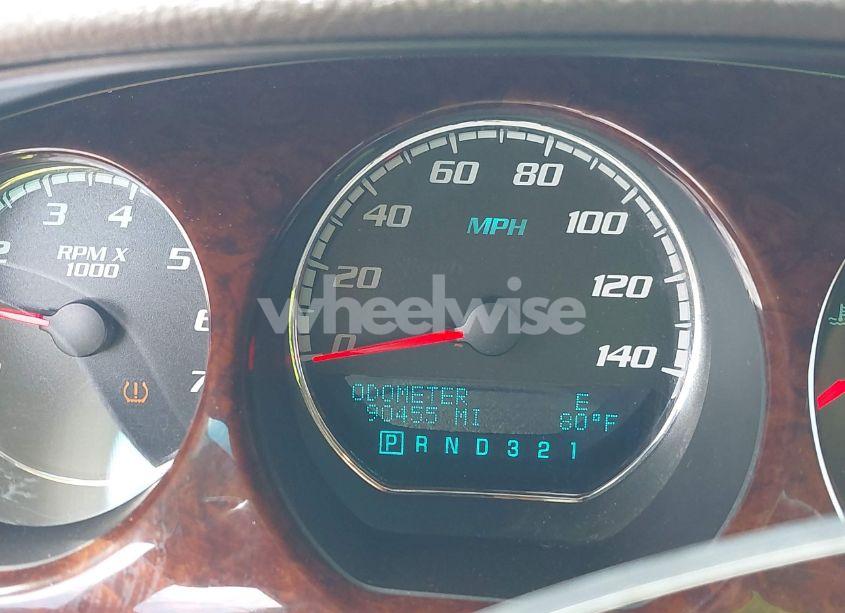 60 80
40 100
MPH
20 120
0 140
2 3 4 5 6 7
RPM X
1000
wheelwise
ODOMETER E
90455 MI 80°F
P R N D 3 2 1